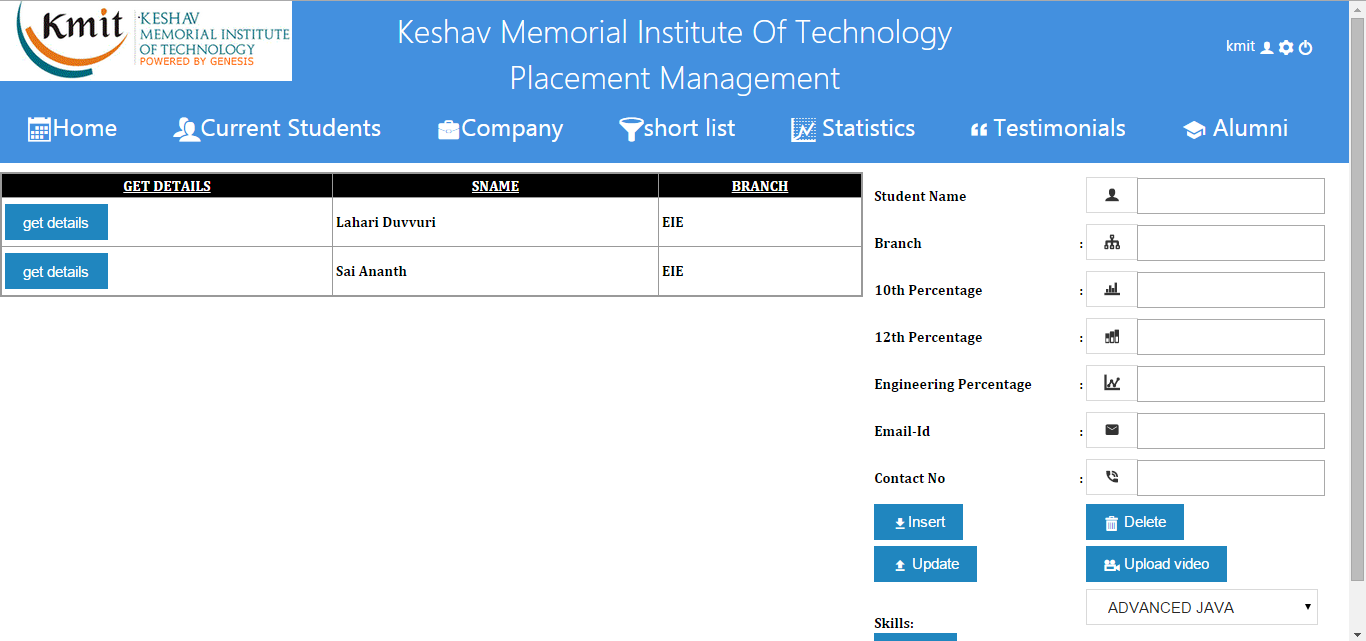 Kmit
KESHAV
MEMORIAL INSTITUTE
OF TECHNOLOGY
POWERED BY GENESIS
Keshav Memorial Institute Of Technology
Placement Management
kmit
Home Current Students Company short list Statistics Testimonials Alumni
GET DETAILS SNAME BRANCH
get details Lahari Duvvuri EIE
get details Sai Ananth EIE
Student Name
Branch :
10th Percentage :
12th Percentage :
Engineering Percentage :
Email-Id :
Contact No :
Insert Delete
Update Upload video
ADVANCED JAVA
Skills: